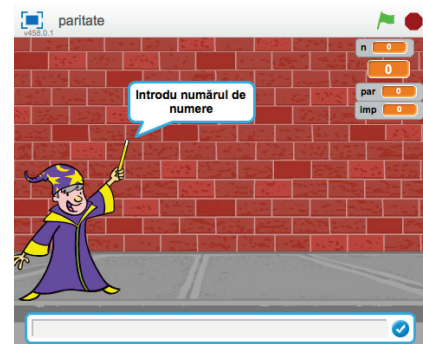 paritate
v458.0.1
n 0
0
par 0
imp 0
Introdu numărul de
numere